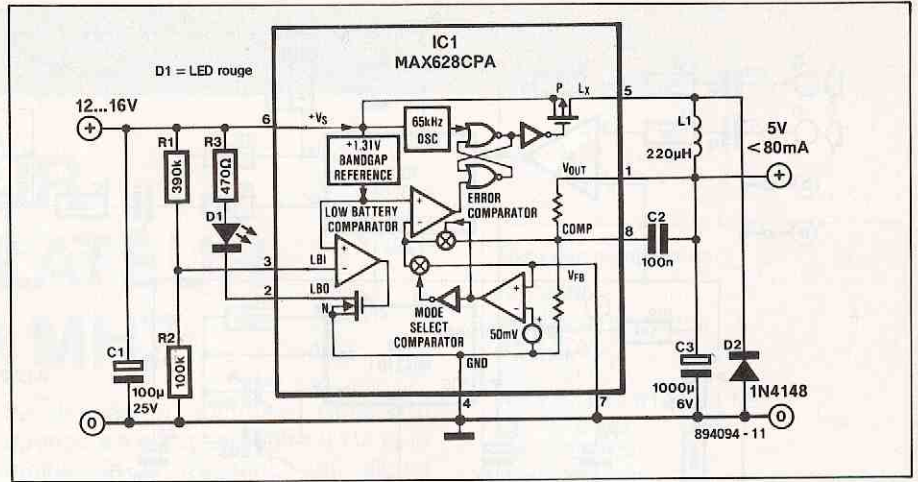 IC1
MAX628CPA
D1 = LED rouge
12...16V
+
6
+VS
65kHz
OSC
P
LX
5
L1
220µH
5V
<80mA
+
R1
390k
R3
470Ω
+1.31V
BANDGAP
REFERENCE
ERROR
COMPARATOR
VOUT
1
D1
LOW BATTERY
COMPARATOR
+
-
COMP
8
C2
100n
3
LBI
+
-
2
LBO
N
MODE
SELECT
COMPARATOR
+
-
50mV
+
VFB
GND
C1
100µ
25V
R2
100k
C3
1000µ
6V
D2
1N4148
4
7
0
0
894094 - 11